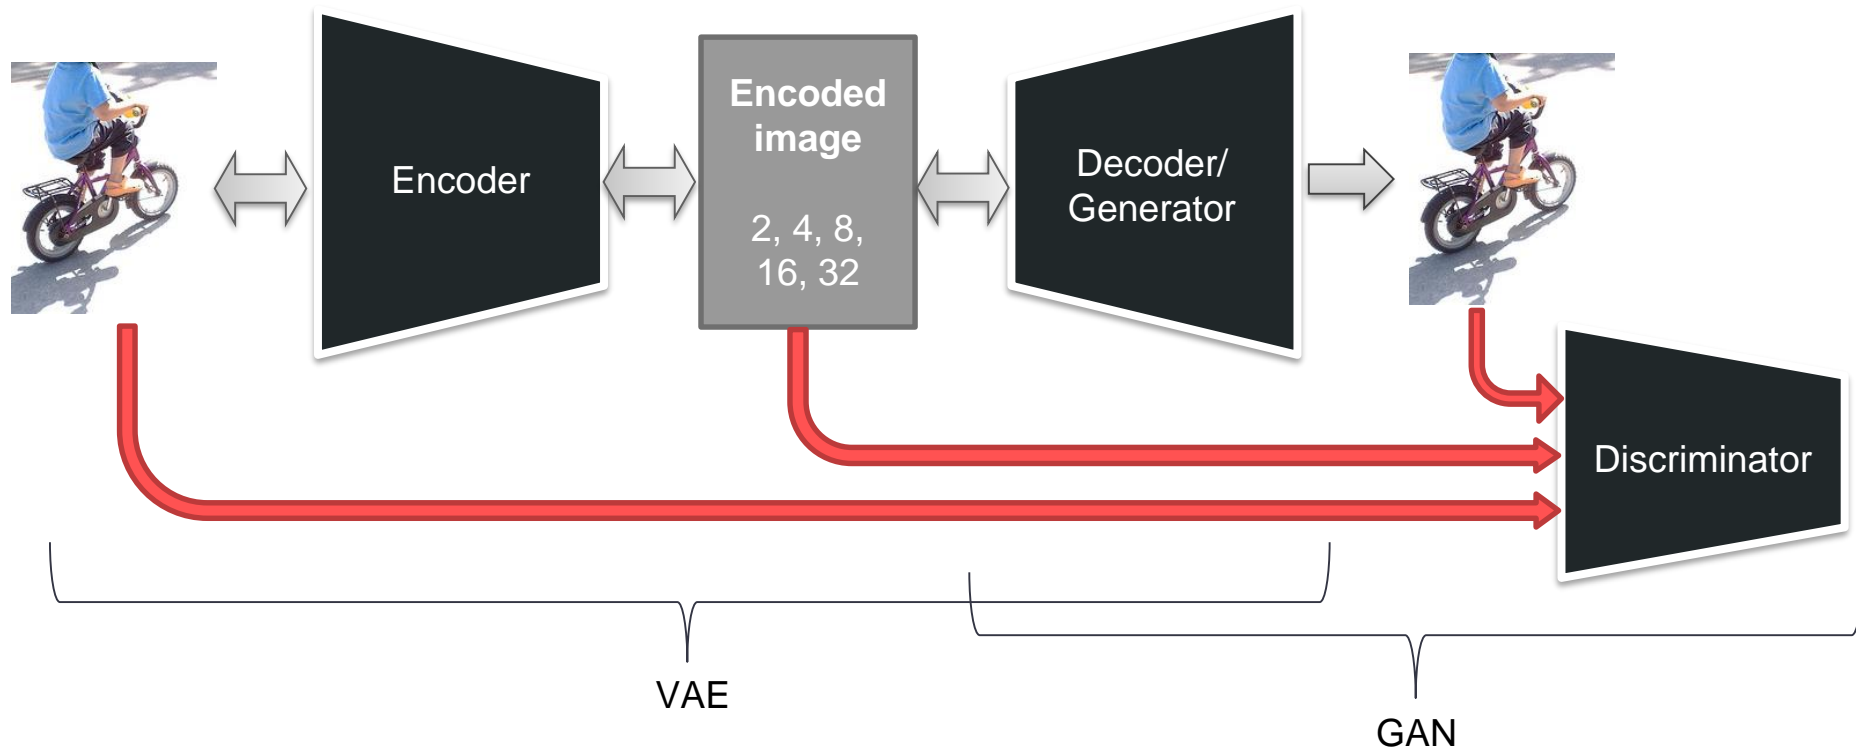 Encoder
Encoded
image
2, 4, 8,
16, 32
Decoder/
Generator
Discriminator
VAE
GAN